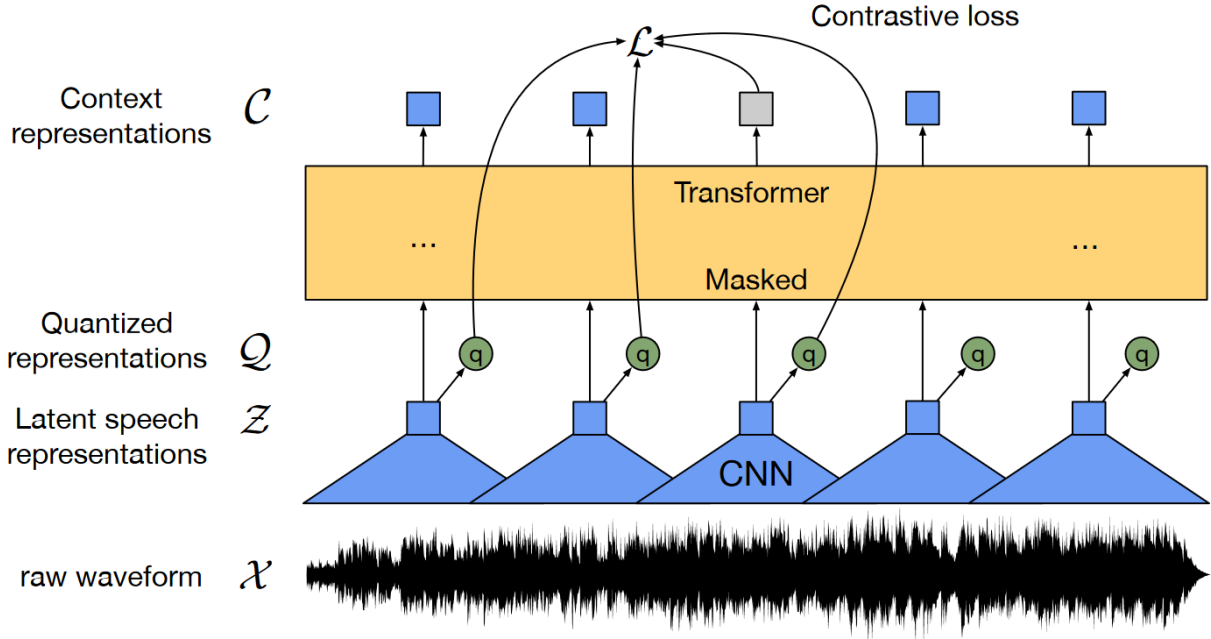 Contrastive loss
ℒ
Context
representations
𝒞
Transformer
...
...
Masked
Quantized
representations
𝒬
q
q
q
q
q
Latent speech
representations
𝒵
CNN
raw waveform
𝒳